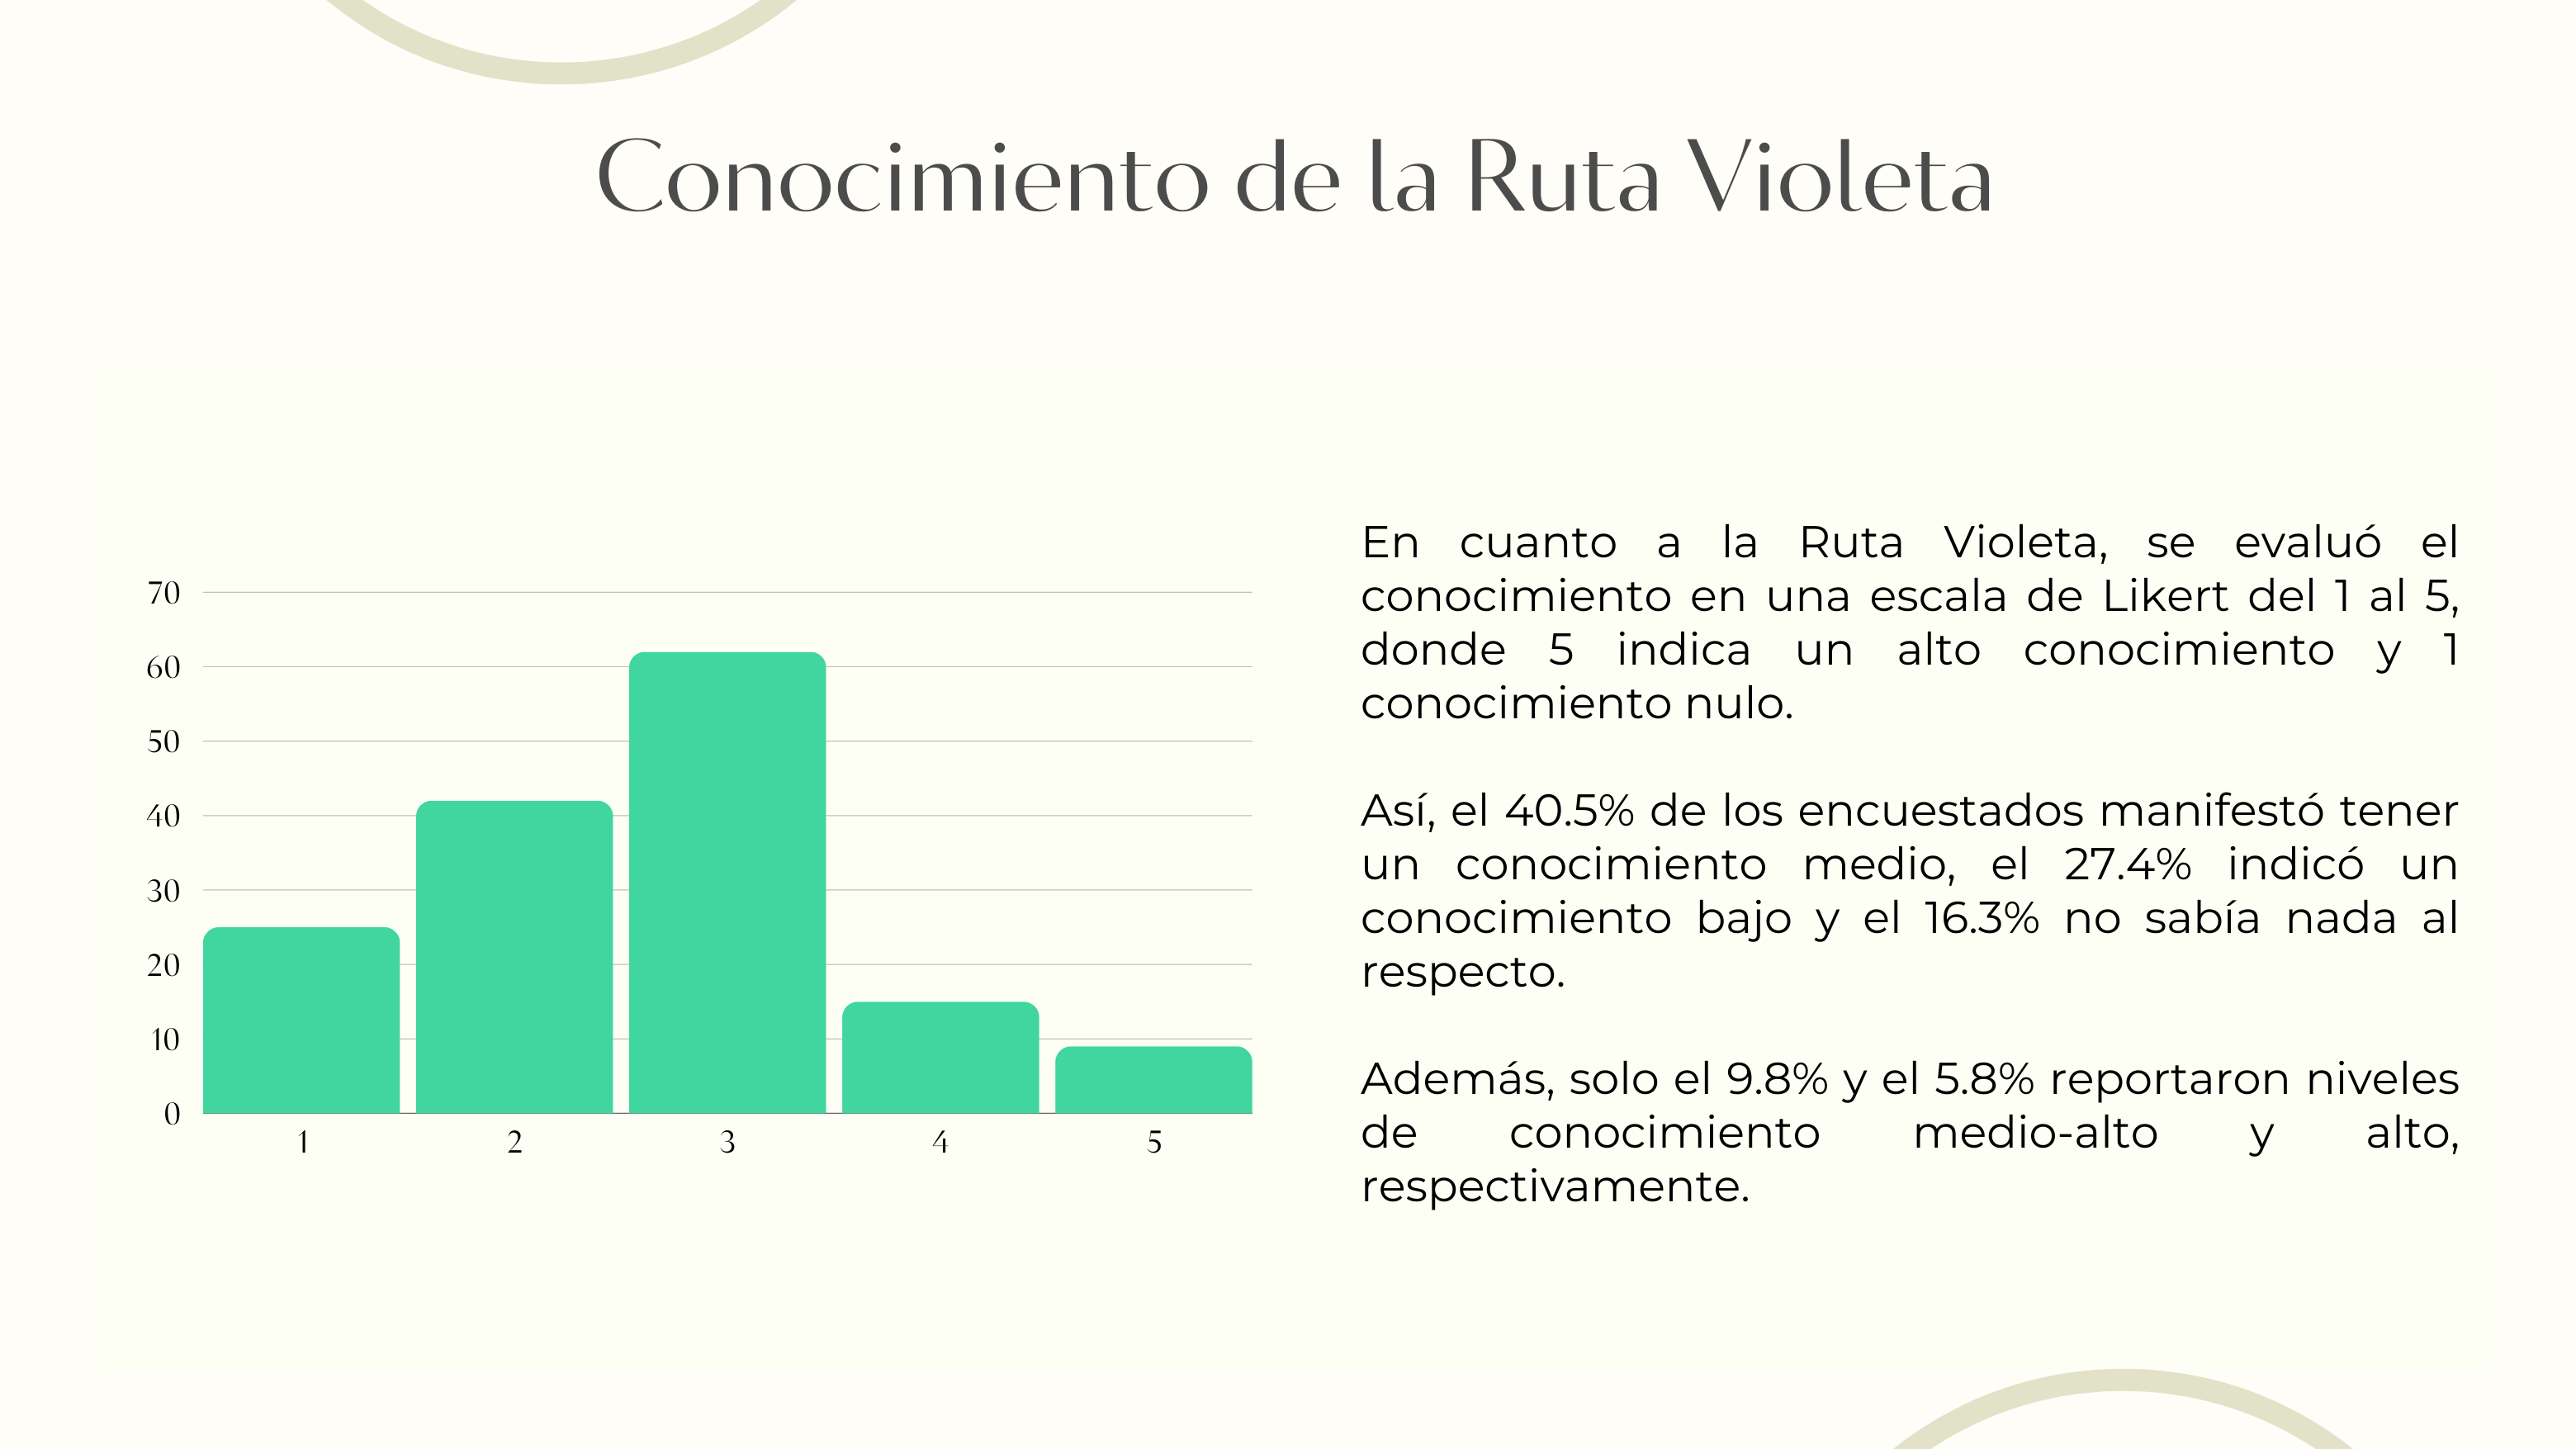 Conocimiento de la Ruta Violeta
70
60
50
40
30
20
10
0
1 2 3 4 5
En cuanto a la Ruta Violeta, se evaluó el
conocimiento en una escala de Likert del 1 al 5,
donde 5 indica un alto conocimiento y 1
conocimiento nulo.
Así, el 40.5% de los encuestados manifestó tener
un conocimiento medio, el 27.4% indicó un
conocimiento bajo y el 16.3% no sabía nada al
respecto.
Además, solo el 9.8% y el 5.8% reportaron niveles
de conocimiento medio-alto y alto,
respectivamente.